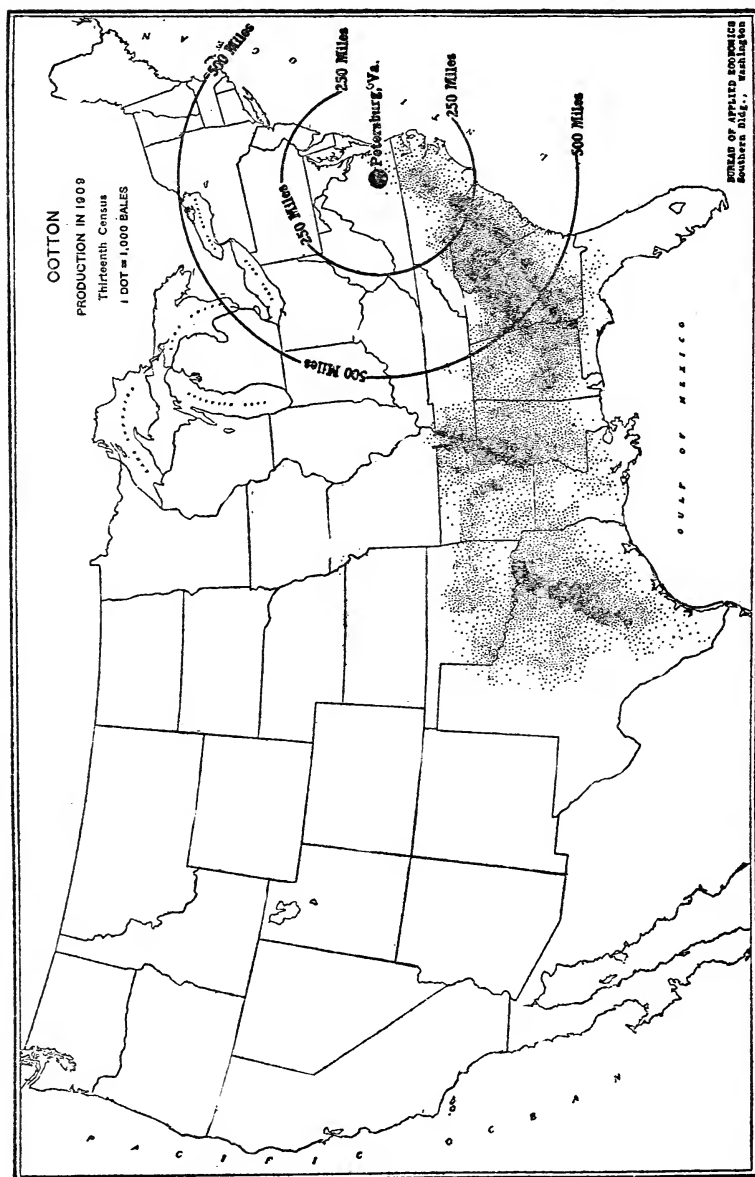 COTTON
PRODUCTION IN 1909
Thirteenth Census
1 DOT = 1,000 BALES
500 Miles
250 Miles
Petersburg, Va.
250 Miles
250 Miles
500 Miles
500 Miles
OCEAN
GULF OF MEXICO
PACIFIC OCEAN
BUREAU OF APPLIED ECONOMICS
Southern Bldg., Washington